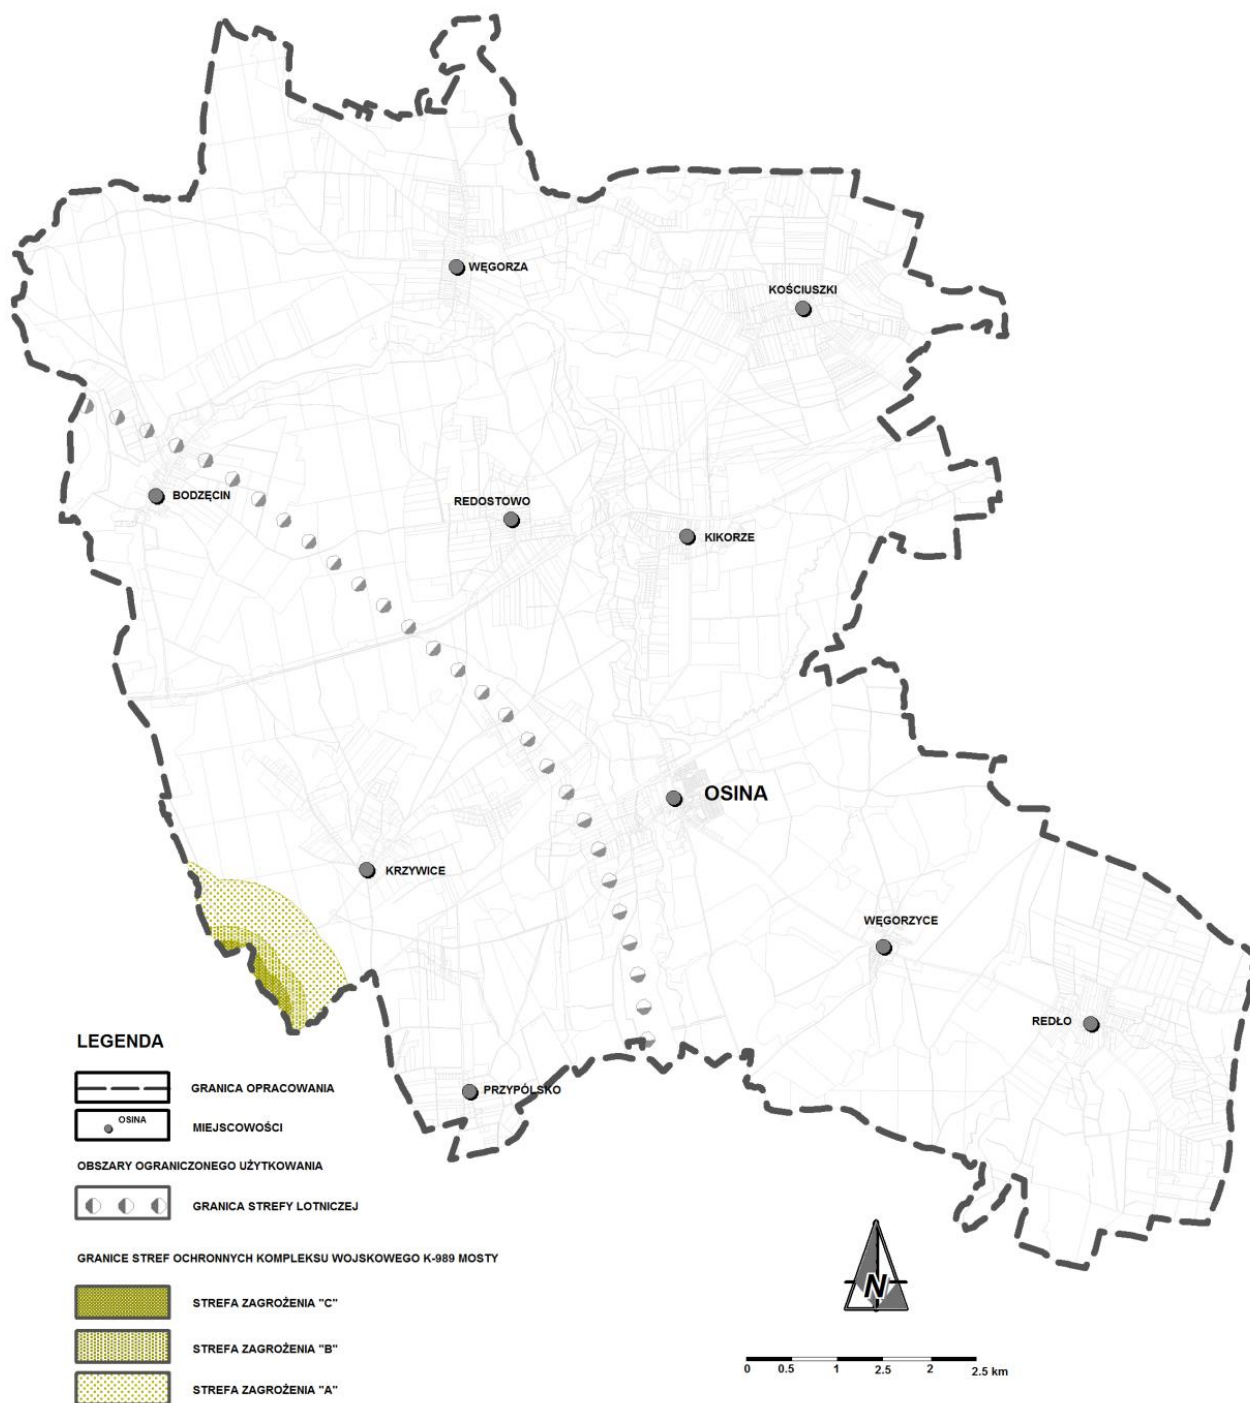 WĘGORZA
KOŚCIUSZKI
BODZĘCIN
REDOSTOWO
KIKORZE
OSINA
KRZYWICE
WĘGORZYCE
REDŁO
PRZYPÓLSKO
LEGENDA
GRANICA OPRACOWANIA
OSINA
MIEJSCOWOŚCI
OBSZARY OGRANICZONEGO UŻYTKOWANIA
GRANICA STREFY LOTNICZEJ
GRANICE STREF OCHRONNYCH KOMPLEKSU WOJSKOWEGO K-989 MOSTY
STREFA ZAGROŻENIA "C"
STREFA ZAGROŻENIA "B"
STREFA ZAGROŻENIA "A"
N
0 0.5 1 2.5 2 2.5 km